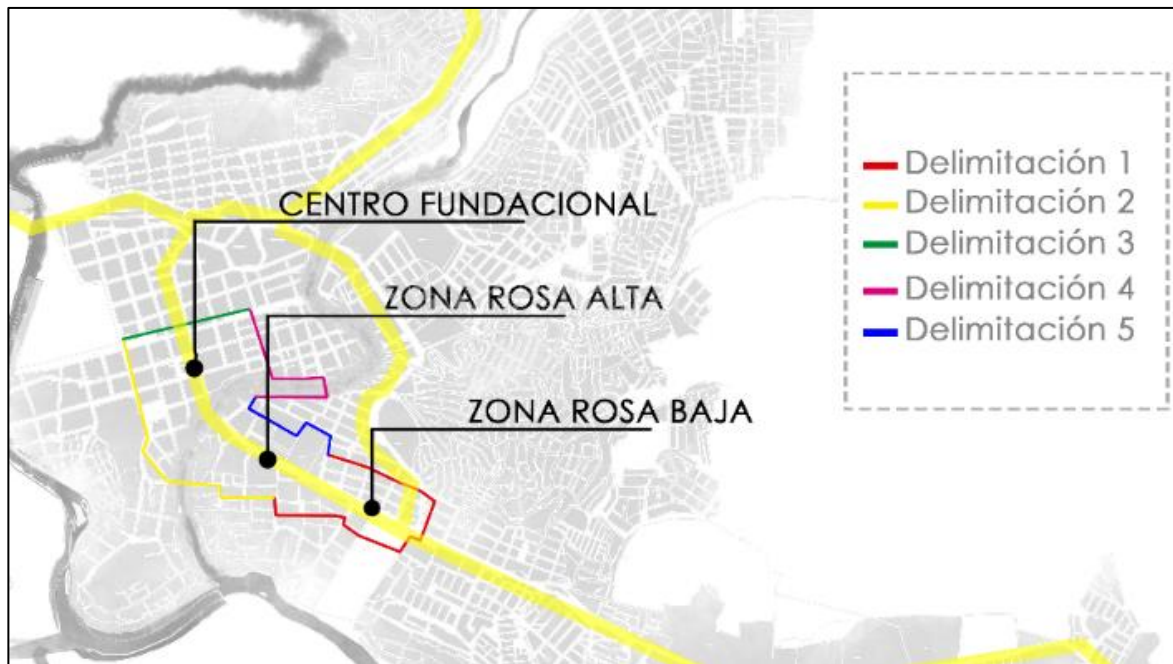 CENTRO FUNDACIONAL
ZONA ROSA ALTA
ZONA ROSA BAJA
Delimitación 1
Delimitación 2
Delimitación 3
Delimitación 4
Delimitación 5